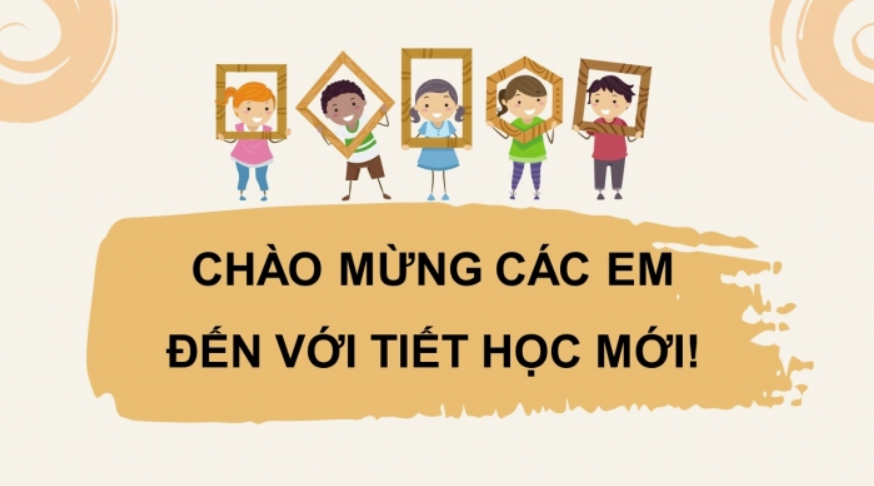 CHÀO MỪNG CÁC EM
ĐẾN VỚI TIẾT HỌC MỚI!